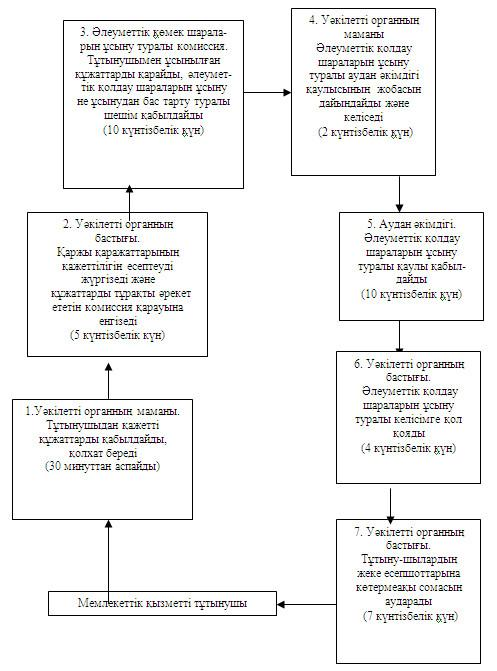 3. Әлеуметтік көмек шарала-
рын ұсыну туралы комиссия.
Тұтынушымен ұсынылған
құжаттарды қарайды, әлеумет-
тік қолдау шараларын ұсыну
не ұсынудан бас тарту туралы
шешім қабылдайды
(10 күнтізбелік күн)
4. Уәкілетті органның
маманы
Әлеуметтік қолдау
шараларын ұсыну
туралы аудан әкімдігі
қаулысының жобасын
дайындайды және
келіседі
(2 күнтізбелік күн)
2. Уәкілетті органның
бастығы.
Қаржы қаражаттарының
қажеттілігін есептеуді
жүргізеді және
құжаттарды тұрақты әрекет
ететін комиссия қарауына
енгізеді
(5 күнтізбелік күн)
5. Аудан әкімдігі.
Әлеуметтік қолдау
шараларын ұсыну
туралы қаулы қабыл-
дайды
(10 күнтізбелік күн)
6. Уәкілетті органның
бастығы.
Әлеуметтік қолдау
шараларын ұсыну
туралы келісімге қол
қояды
(4 күнтізбелік күн)
1.Уәкілетті органның маманы.
Тұтынушыдан қажетті
құжаттарды қабылдайды,
қолхат береді
(30 минуттан аспайды)
7. Уәкілетті органның
бастығы.
Тұтыну-шылардың
жеке есепшоттарына
көтермеақы сомасын
аударады
(7 күнтізбелік күн)
Мемлекеттік қызметті тұтынушы